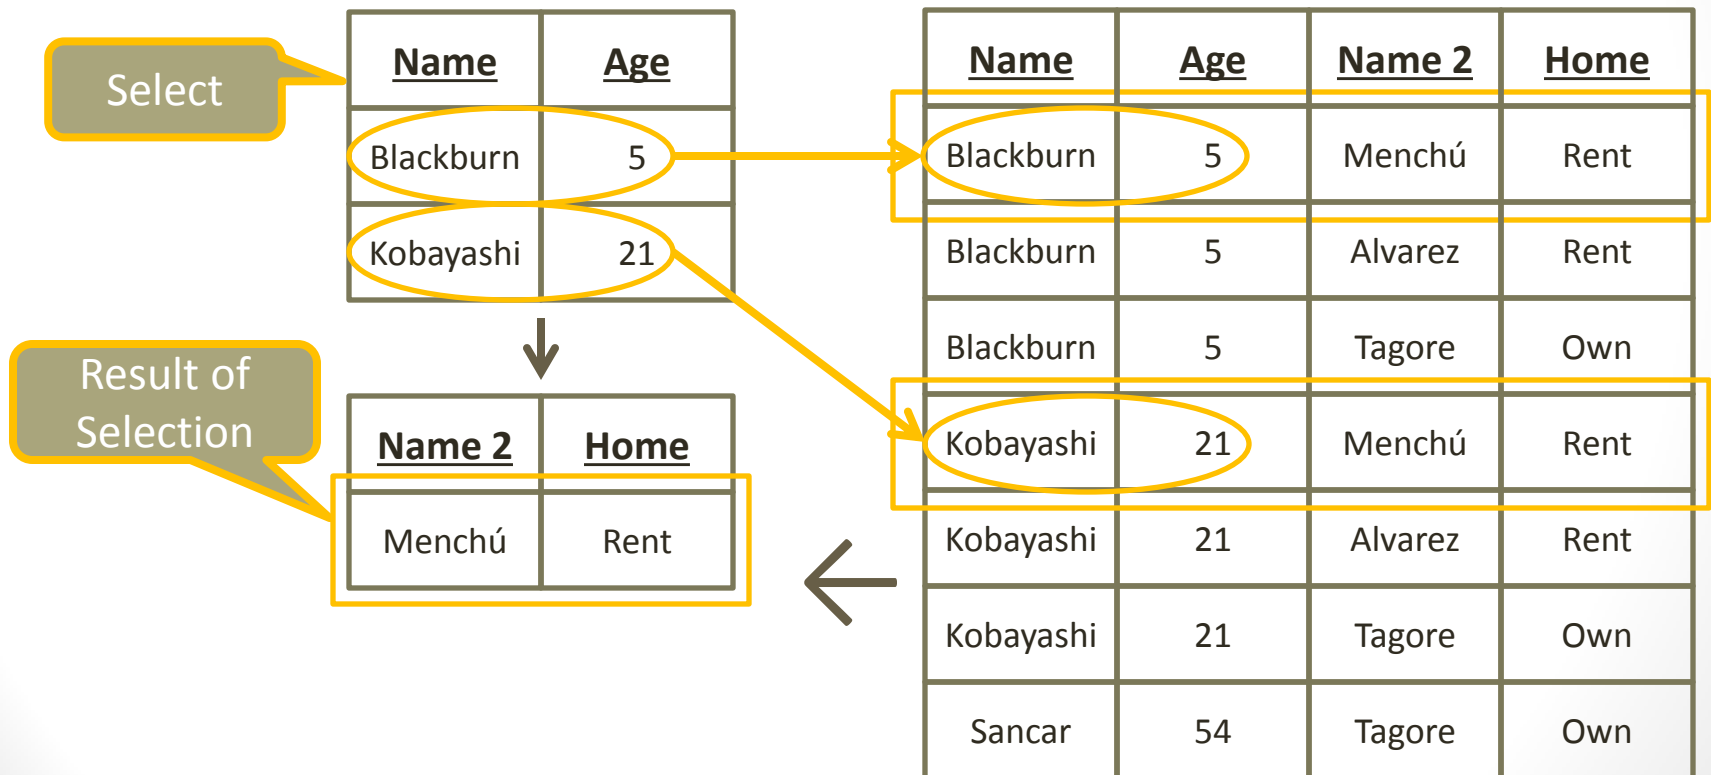 Select
Name Age
Blackburn 5
Kobayashi 21
Result of
Selection
Name 2 Home
Menchú Rent
Name Age Name 2 Home
Blackburn 5 Menchú Rent
Blackburn 5 Alvarez Rent
Blackburn 5 Tagore Own
Kobayashi 21 Menchú Rent
Kobayashi 21 Alvarez Rent
Kobayashi 21 Tagore Own
Sancar 54 Tagore Own